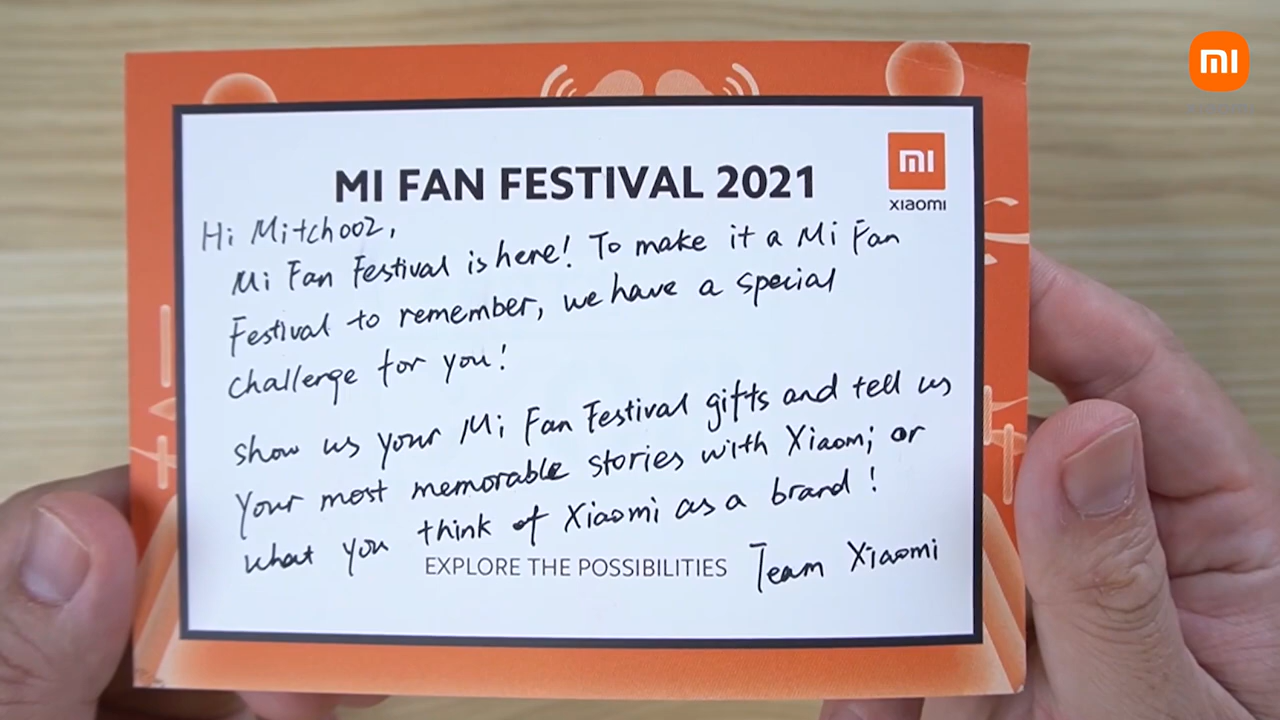 mi
MI FAN FESTIVAL 2021
mi
xiaomi
Hi Mitch002,
Mi Fan Festival is here! To make it a Mi Fan
Festival to remember, we have a special
challenge for you!
show us your Mi Fan Festival gifts and tell us
your most memorable stories with Xiaomi or
what you think of Xiaomi as a brand!
EXPLORE THE POSSIBILITIES
Team Xiaomi